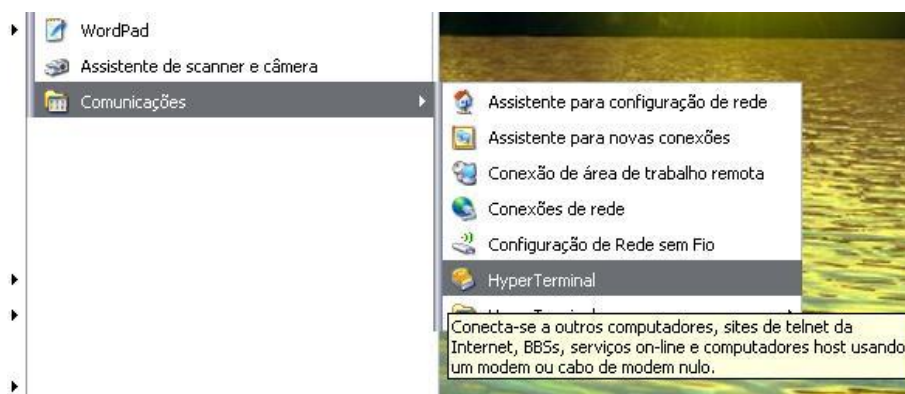 WordPad
Assistente de scanner e câmera
Comunicações
Assistente para configuração de rede
Assistente para novas conexões
Conexão de área de trabalho remota
Conexões de rede
Configuração de Rede sem Fio
HyperTerminal
Conecta-se a outros computadores, sites de telnet da
Internet, BBSs, serviços on-line e computadores host usando
um modem ou cabo de modem nulo.